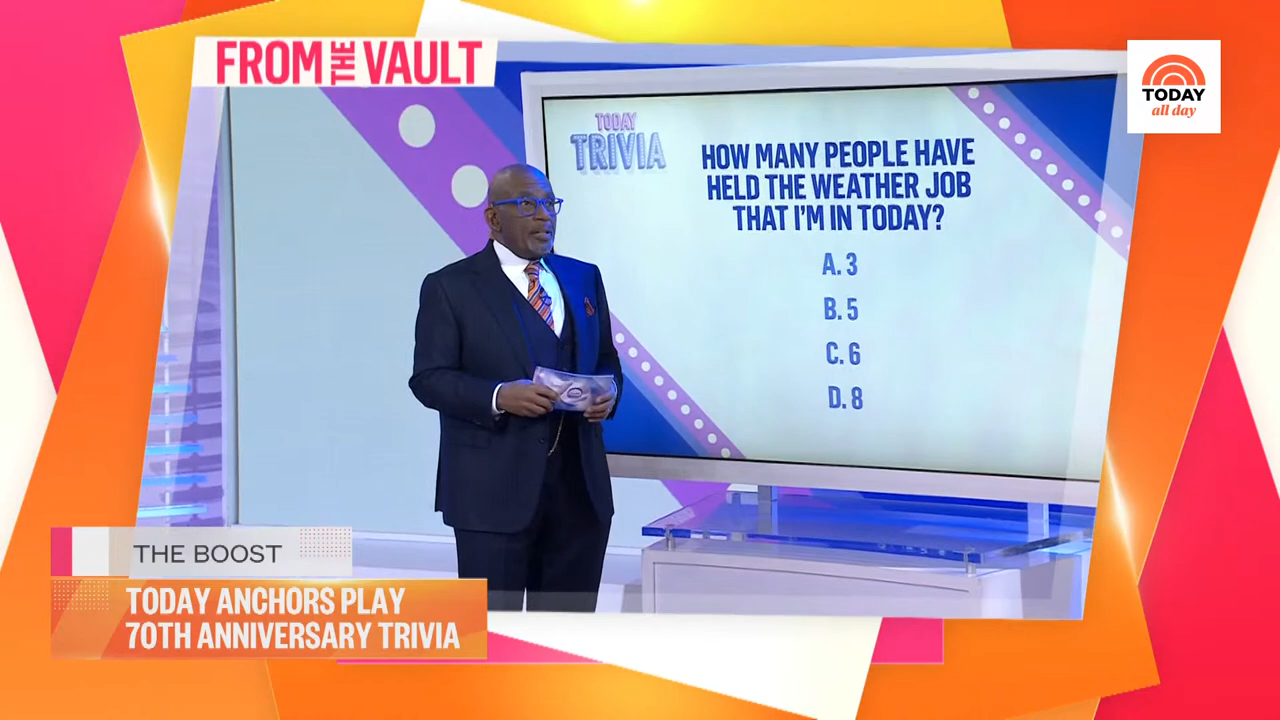 FROM THE VAULT
TODAY
all day
TODAY
TRIVIA
HOW MANY PEOPLE HAVE
HELD THE WEATHER JOB
THAT I'M IN TODAY?
A. 3
B. 5
C. 6
D. 8
THE BOOST
TODAY ANCHORS PLAY
70TH ANNIVERSARY TRIVIA